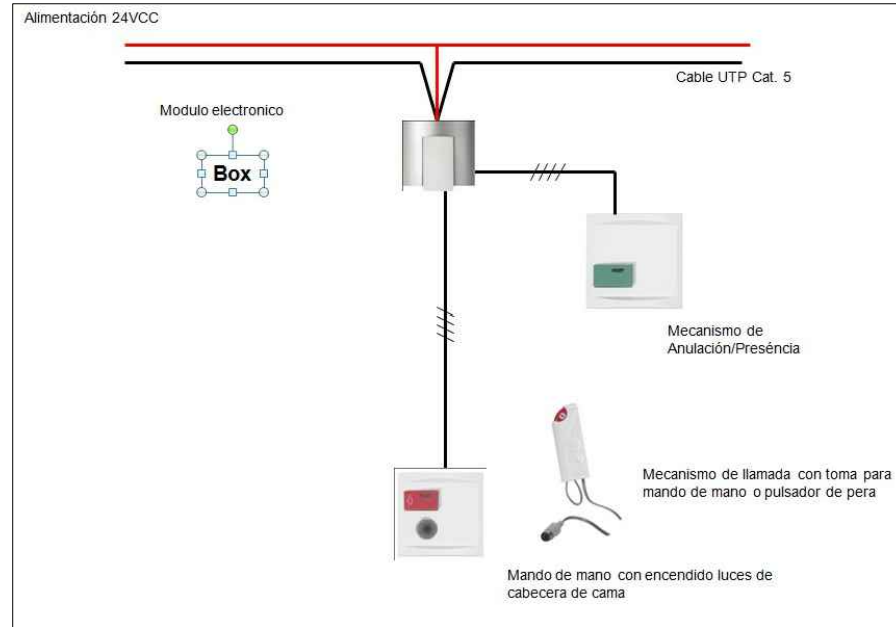 Alimentación 24VCC
Cable UTP Cat. 5
Modulo electronico
Box
Mecanismo de
Anulación/Preséncia
Mecanismo de llamada con toma para
mando de mano o pulsador de pera
Mando de mano con encendido luces de
cabecera de cama